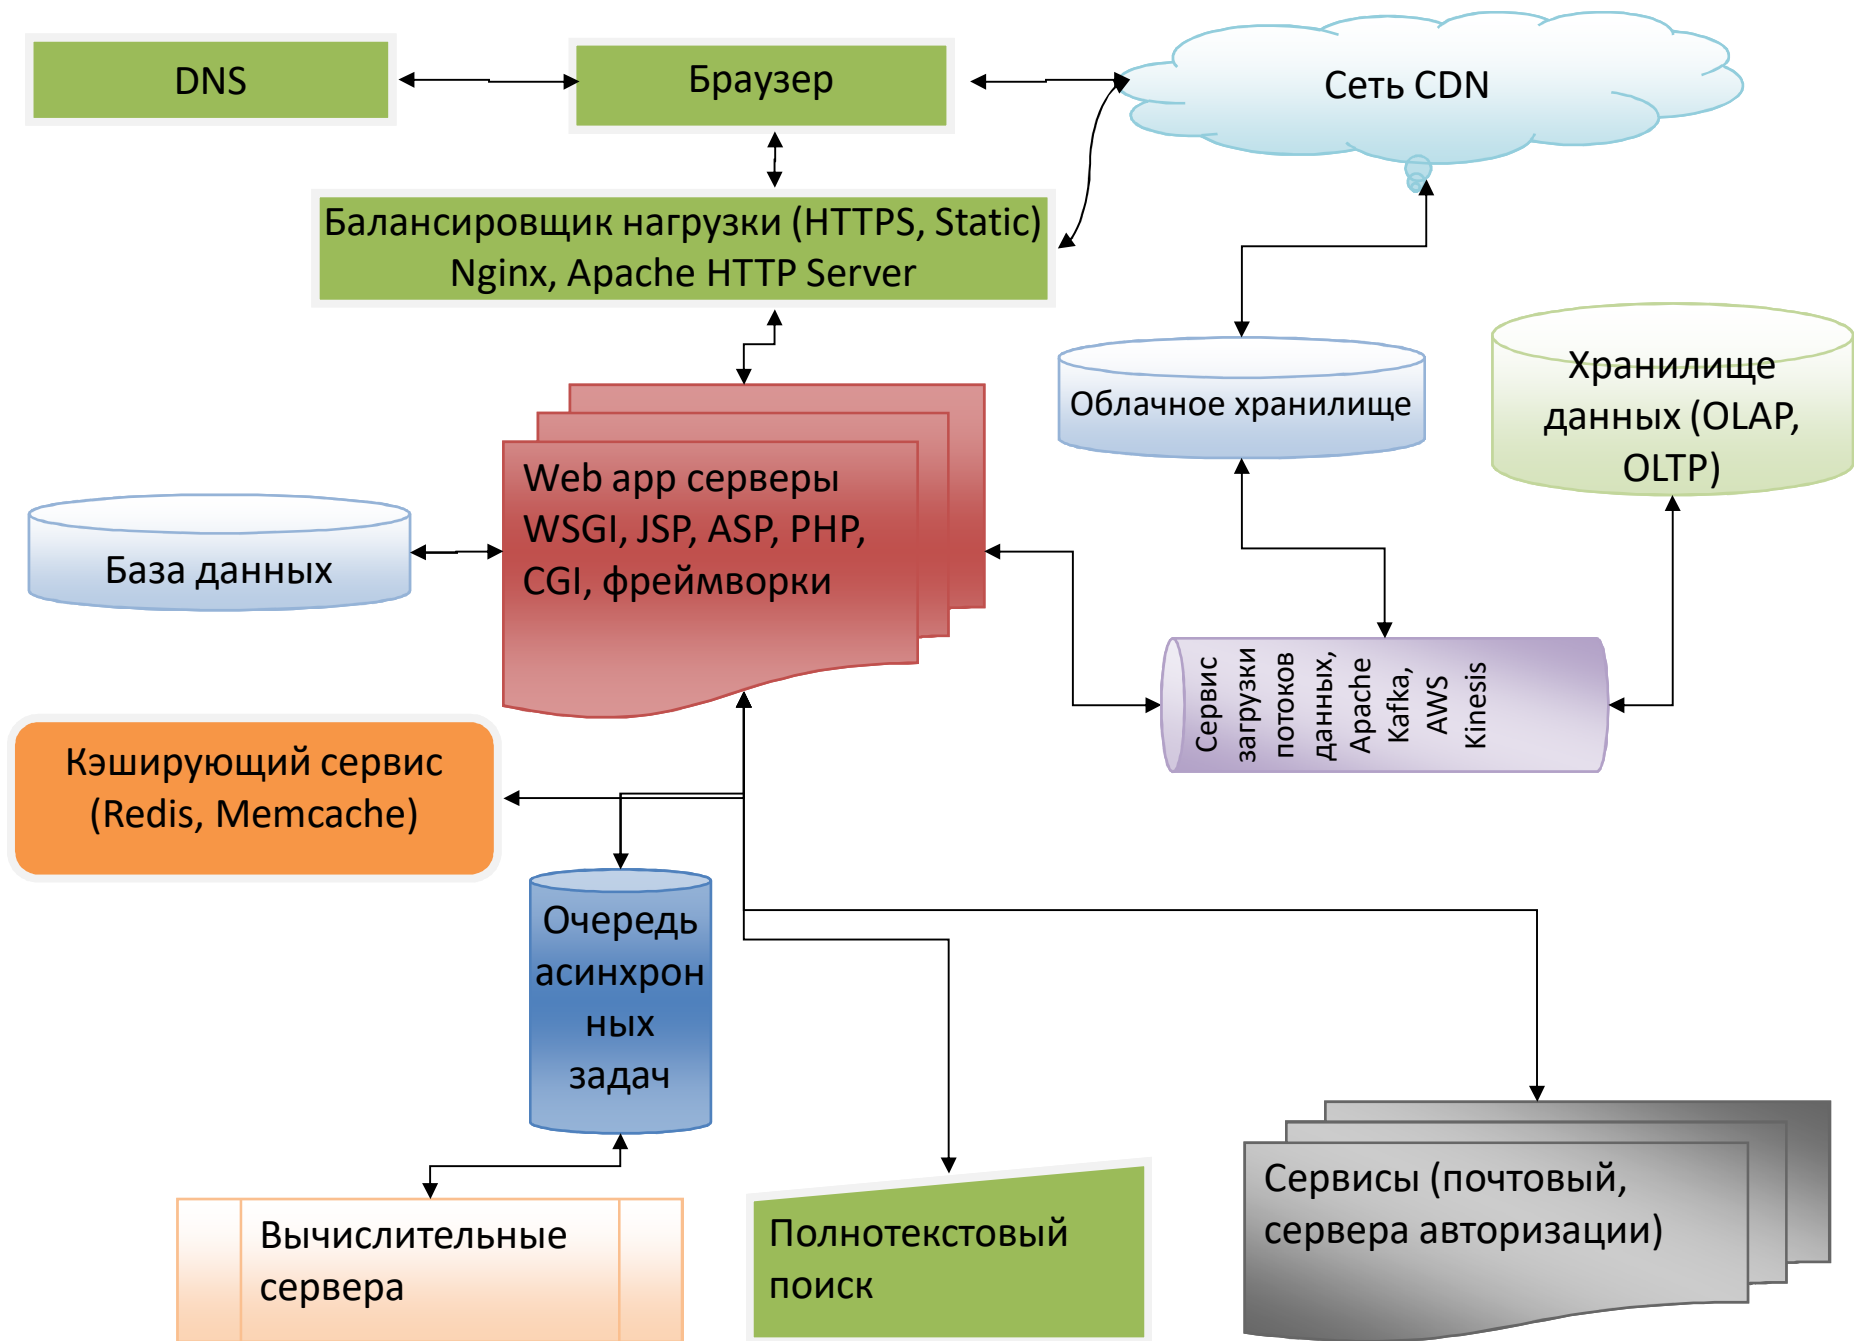 DNS
Браузер
Сеть CDN
Балансировщик нагрузки (HTTPS, Static)
Nginx, Apache HTTP Server
Облачное хранилище
Хранилище
данных (OLAP,
OLTP)
Web app серверы
WSGI, JSP, ASP, PHP,
CGI, фреймворки
База данных
Сервис
загрузки
потоков
данных,
Apache
Kafka,
AWS
Kinesis
Кэширующий сервис
(Redis, Memcache)
Очередь
асинхрон
ных
задач
Вычислительные
сервера
Полнотекстовый
поиск
Сервисы (почтовый,
сервера авторизации)